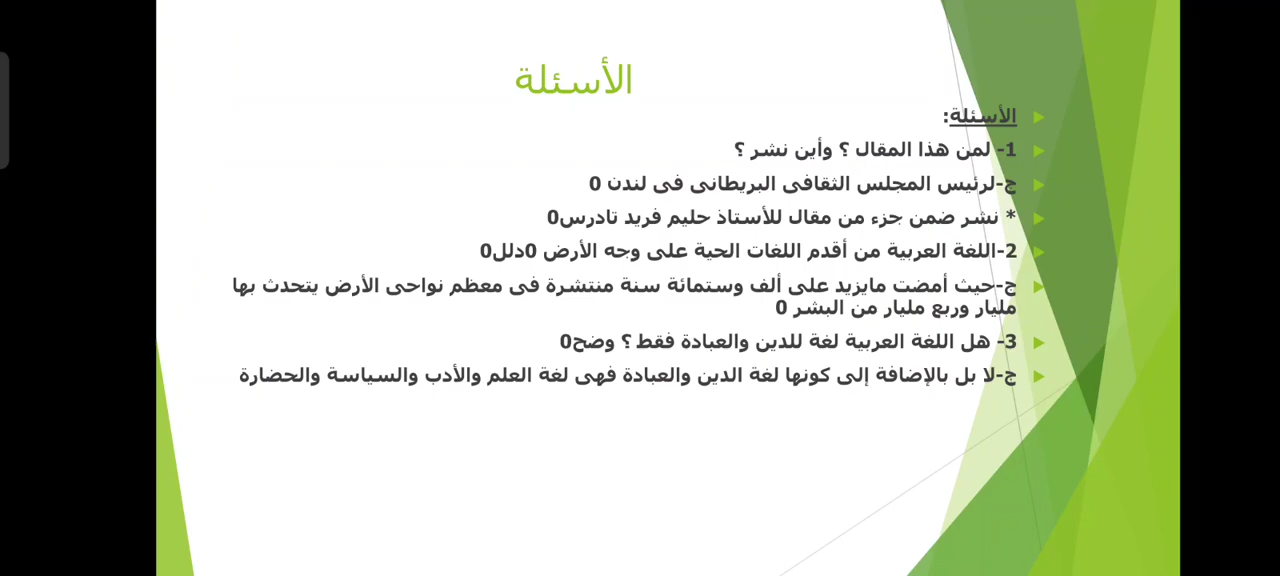 الأسئلة
الأسئلة:
1- لمن هذا المقال ؟ وأين نشر ؟
ج-لرئيس المجلس الثقافى البريطانى فى لندن 0
* نشر ضمن جزء من مقال للأستاذ حليم فريد تادرس0
2-اللغة العربية من أقدم اللغات الحية على وجه الأرض 0دلل0
ج-حيث أمضت مايزيد على ألف وستمائة سنة منتشرة فى معظم نواحى الأرض يتحدث بها
مليار وربع مليار من البشر 0
3- هل اللغة العربية لغة للدين والعبادة فقط ؟ وضح0
ج-لا بل بالإضافة إلى كونها لغة الدين والعبادة فهى لغة العلم والأدب والسياسة والحضارة